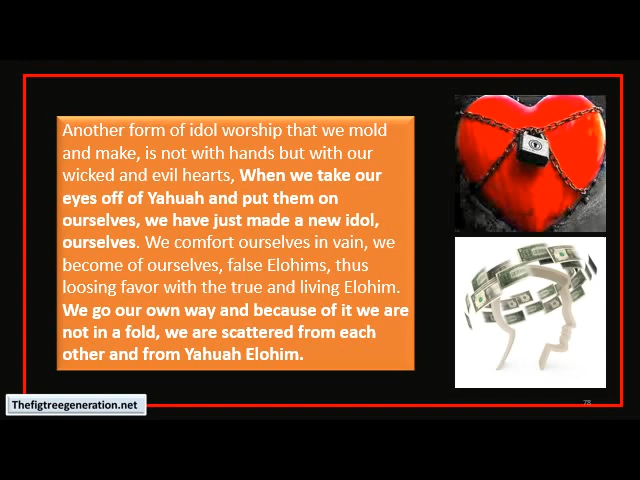 Another form of idol worship that we mold
and make, is not with hands but with our
wicked and evil hearts, When we take our
eyes off of Yahuah and put them on
ourselves, we have just made a new idol,
ourselves. We comfort ourselves in vain, we
become of ourselves, false Elohims, thus
loosing favor with the true and living Elohim.
We go our own way and because of it we are
not in a fold, we are scattered from each
other and from Yahuah Elohim.
78
Thefigtreegeneration.net